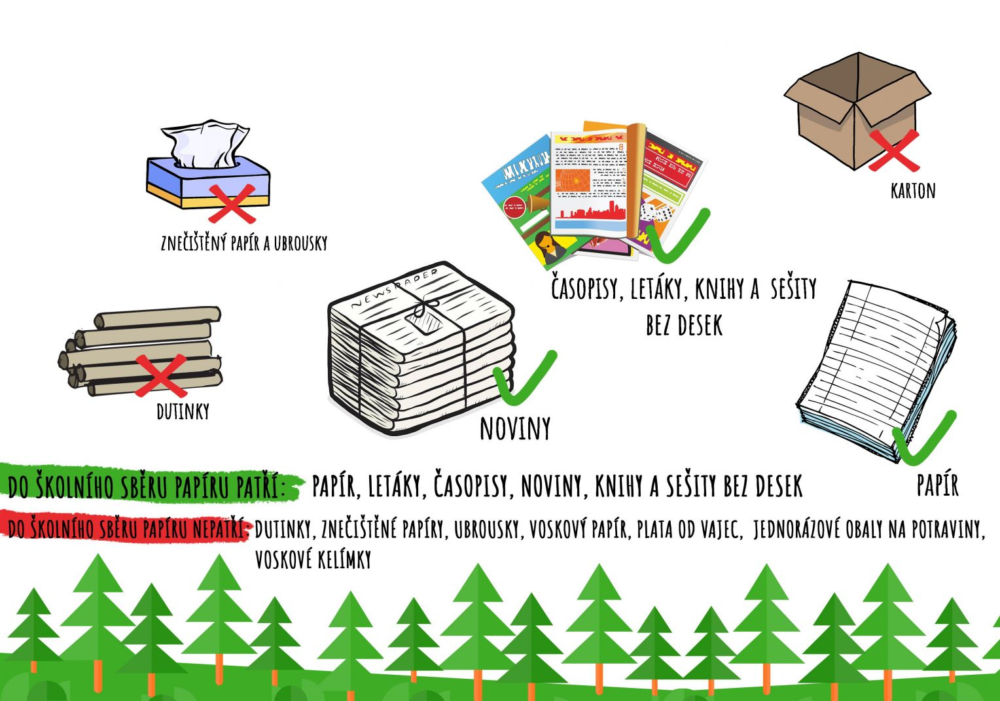 KARTON
ZNEČIŠTĚNÝ PAPÍR A UBROUSKY
NEWSPAPER
ČASOPISY, LETÁKY, KNIHY A SEŠITY
BEZ DESEK
DUTINKY
NOVINY
PAPÍR
DO ŠKOLNÍHO SBĚRU PAPÍRU PATŘÍ: PAPÍR, LETÁKY, ČASOPISY, NOVINY, KNIHY A SEŠITY BEZ DESEK
DO ŠKOLNÍHO SBĚRU PAPÍRU NEPATŘÍ: DUTINKY, ZNEČIŠTĚNÉ PAPÍRY, UBROUSKY, VOSKOVÝ PAPÍR, PLATA OD VAJEC, JEDNORÁZOVÉ OBALY NA POTRAVINY,
VOSKOVÉ KELÍMKY